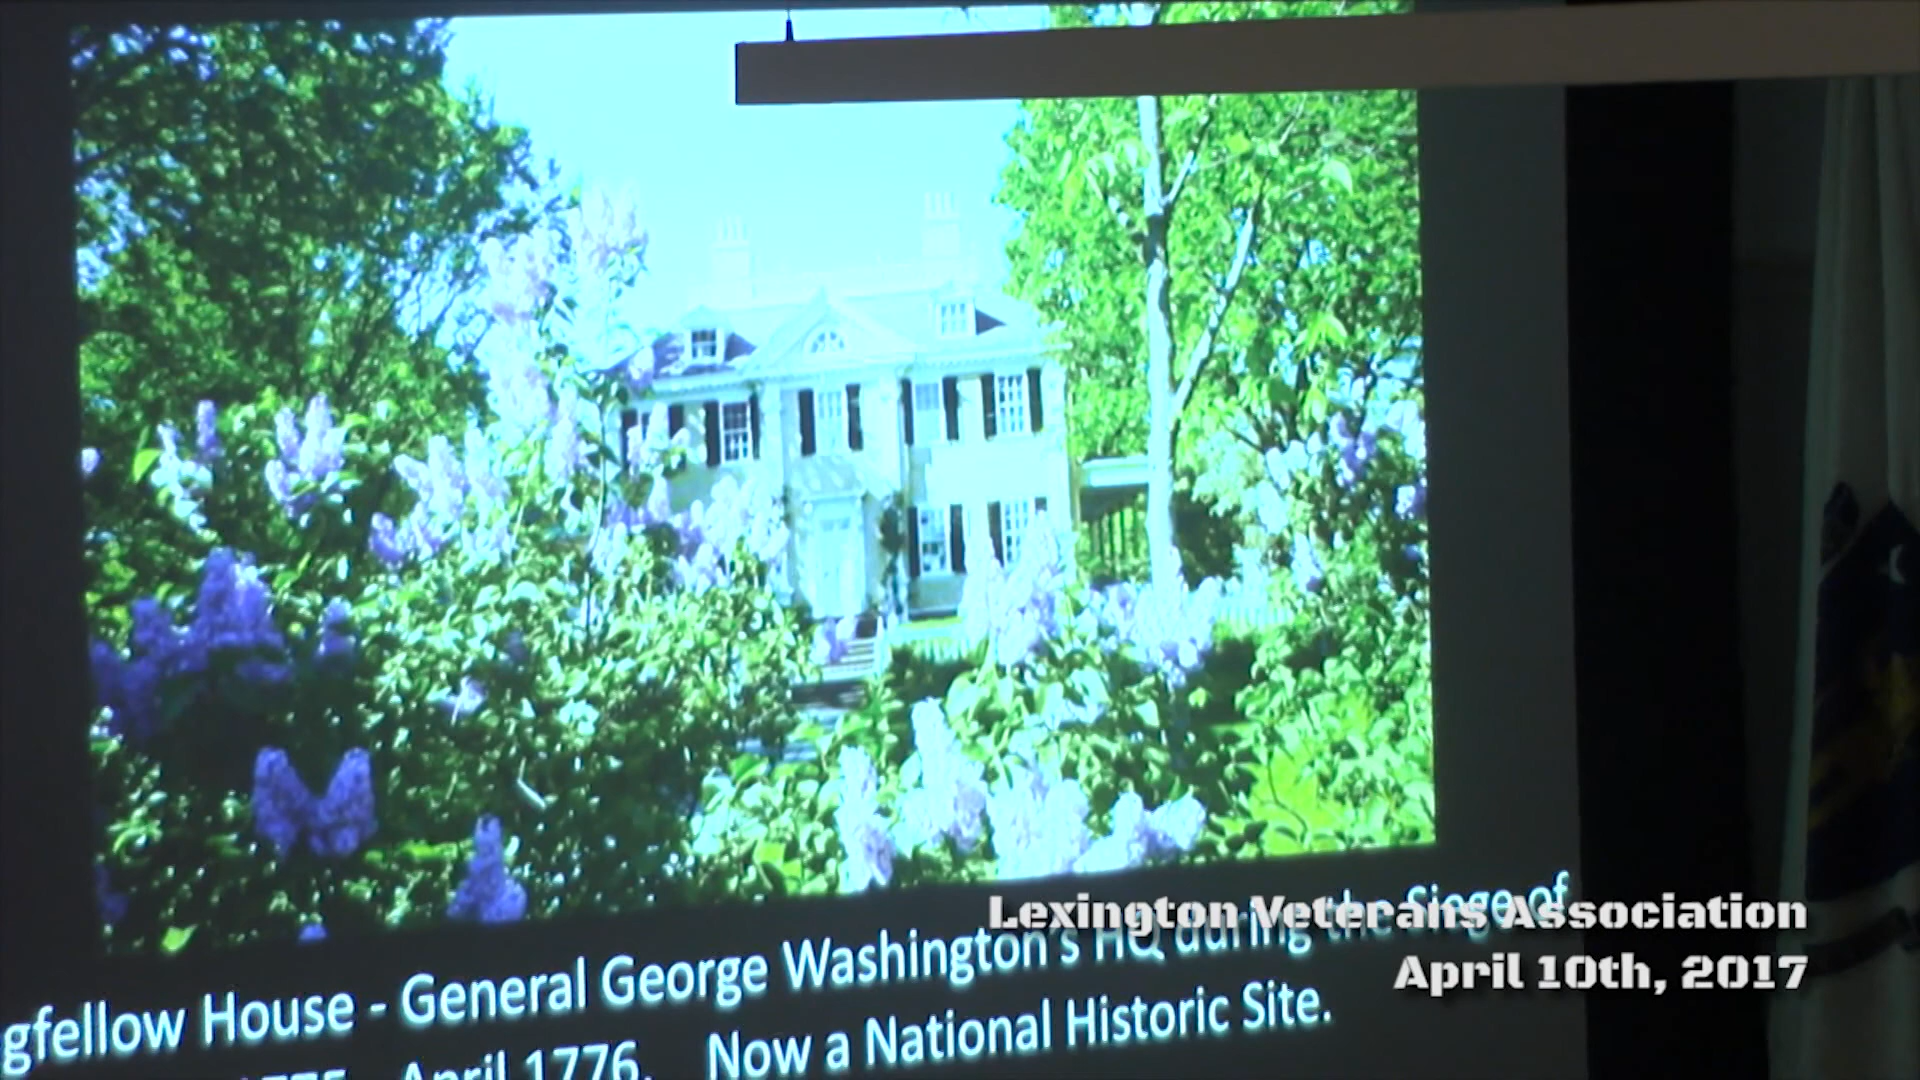 gfellow House - General George Washington's HQ during the Siege of
1775 - April 1776. Now a National Historic Site.
Lexington Veterans Association
April 10th, 2017